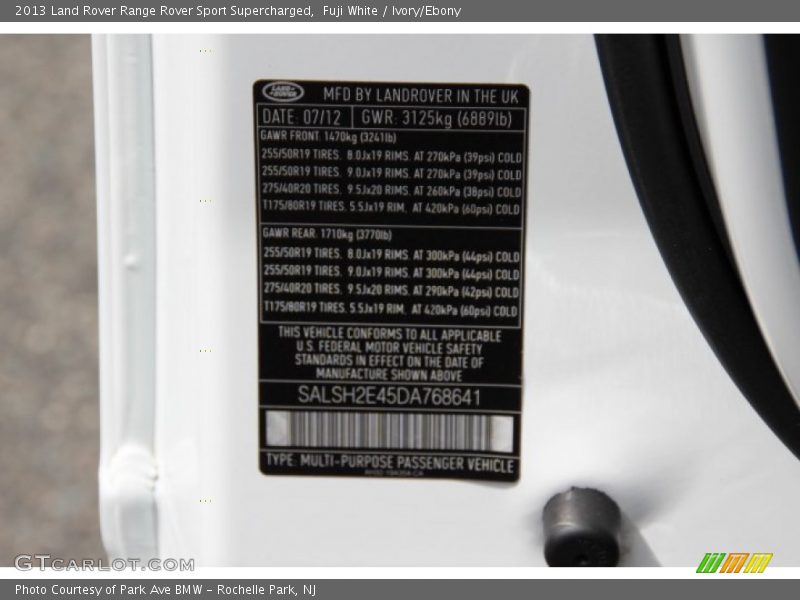 2013 Land Rover Range Rover Sport Supercharged,  Fuji White / Ivory/Ebony
LAND ROVER MFD BY LANDROVER IN THE UK
DATE: 07/12 GWR: 3125kg (6889lb)
GAWR FRONT. 1470kg (3241lb)
255/50R19 TIRES. 8.0Jx19 RIMS. AT 270kPa (39psi) COLD
255/50R19 TIRES. 9.0Jx19 RIMS. AT 270kPa (39psi) COLD
275/40R20 TIRES. 9.5Jx20 RIMS. AT 260kPa (38psi) COLD
T175/80R19 TIRES. 5.5Jx19 RIM. AT 420kPa (60psi) COLD
GAWR REAR. 1710kg (3770lb)
255/50R19 TIRES. 8.0Jx19 RIMS. AT 300kPa (44psi) COLD
255/50R19 TIRES. 9.0Jx19 RIMS. AT 300kPa (44psi) COLD
275/40R20 TIRES. 9.5Jx20 RIMS. AT 290kPa (42psi) COLD
T175/80R19 TIRES. 5.5Jx19 RIM. AT 420kPa (60psi) COLD
THIS VEHICLE CONFORMS TO ALL APPLICABLE
U.S. FEDERAL MOTOR VEHICLE SAFETY
STANDARDS IN EFFECT ON THE DATE OF
MANUFACTURE SHOWN ABOVE
SALSH2E45DA768641
TYPE: MULTI-PURPOSE PASSENGER VEHICLE
GTcarlot.com
Photo Courtesy of Park Ave BMW - Rochelle Park, NJ